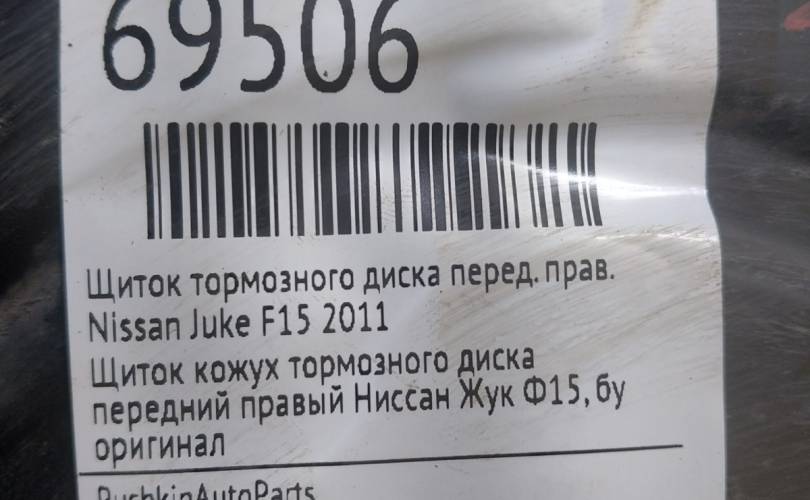 69506
Щиток тормозного диска перед. прав.
Nissan Juke F15 2011
Щиток кожух тормозного диска
передний правый Ниссан Жук Ф15, бу
оригинал
PushkinAutoParts